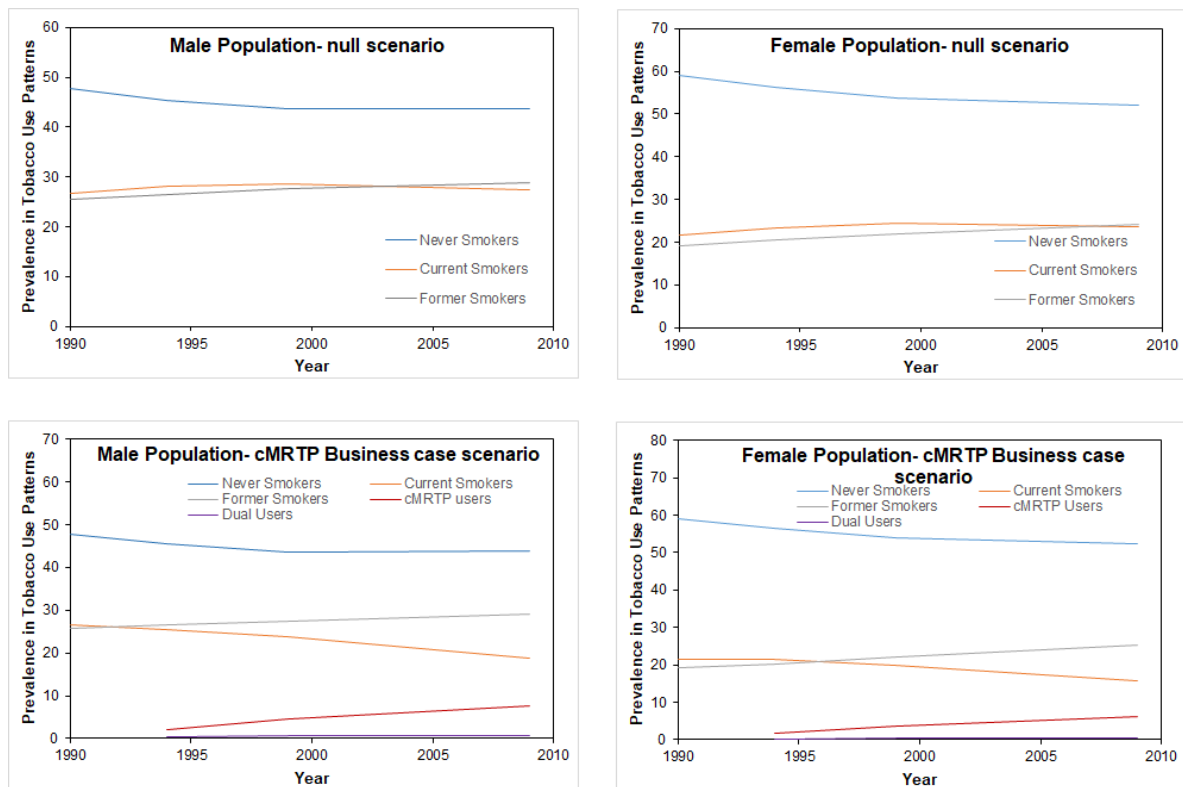 Male Population- null scenario
Prevalence in Tobacco Use Patterns
60
50
40
30
20
10
0
Never Smokers
Current Smokers
Former Smokers
1990 1995 2000 2005 2010
Year
Female Population- null scenario
Prevalence in Tobacco Use Patterns
70
60
50
40
30
20
10
0
Never Smokers
Current Smokers
Former Smokers
1990 1995 2000 2005 2010
Year
Male Population- cMRTP Business case scenario
Prevalence in Tobacco Use Patterns
70
60
50
40
30
20
10
0
Never Smokers Current Smokers
Former Smokers cMRTP users
Dual Users
1990 1995 2000 2005 2010
Year
Female Population- cMRTP Business case
scenario
Prevalence in Tobacco Use Patterns
80
70
60
50
40
30
20
10
0
Never Smokers Current Smokers
Former Smokers cMRTP Users
Dual Users
1990 1995 2000 2005 2010
Year